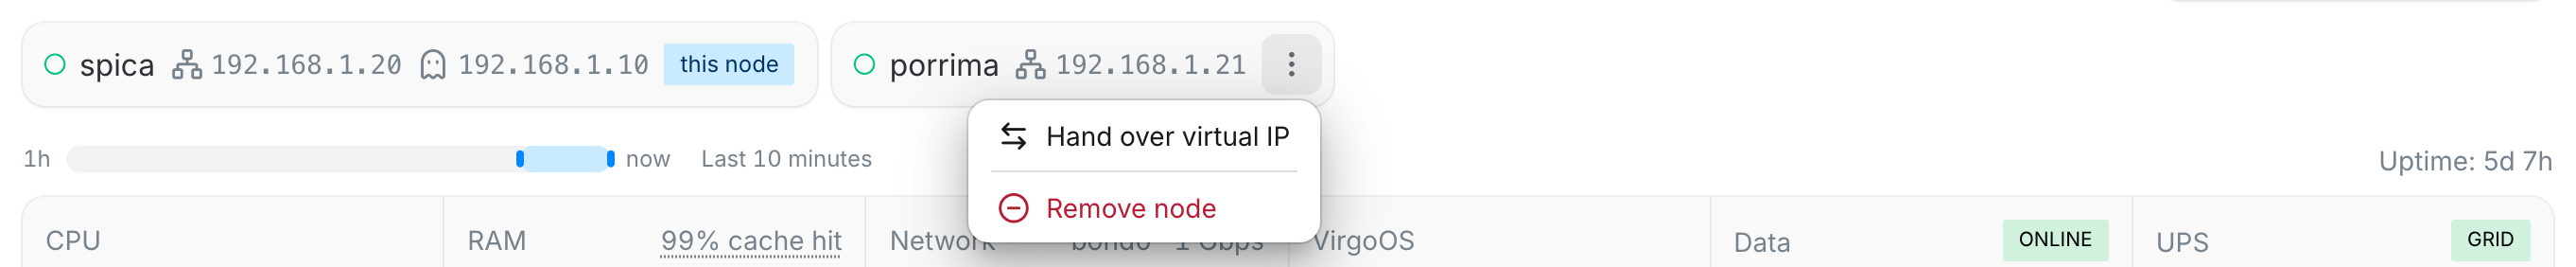 spica 192.168.1.20 192.168.1.10 this node porrima 192.168.1.21
Hand over virtual IP
1h now Last 10 minutes Uptime: 5d 7h
Remove node
CPU RAM 99% cache hit Network VirgoOS Data ONLINE UPS GRID